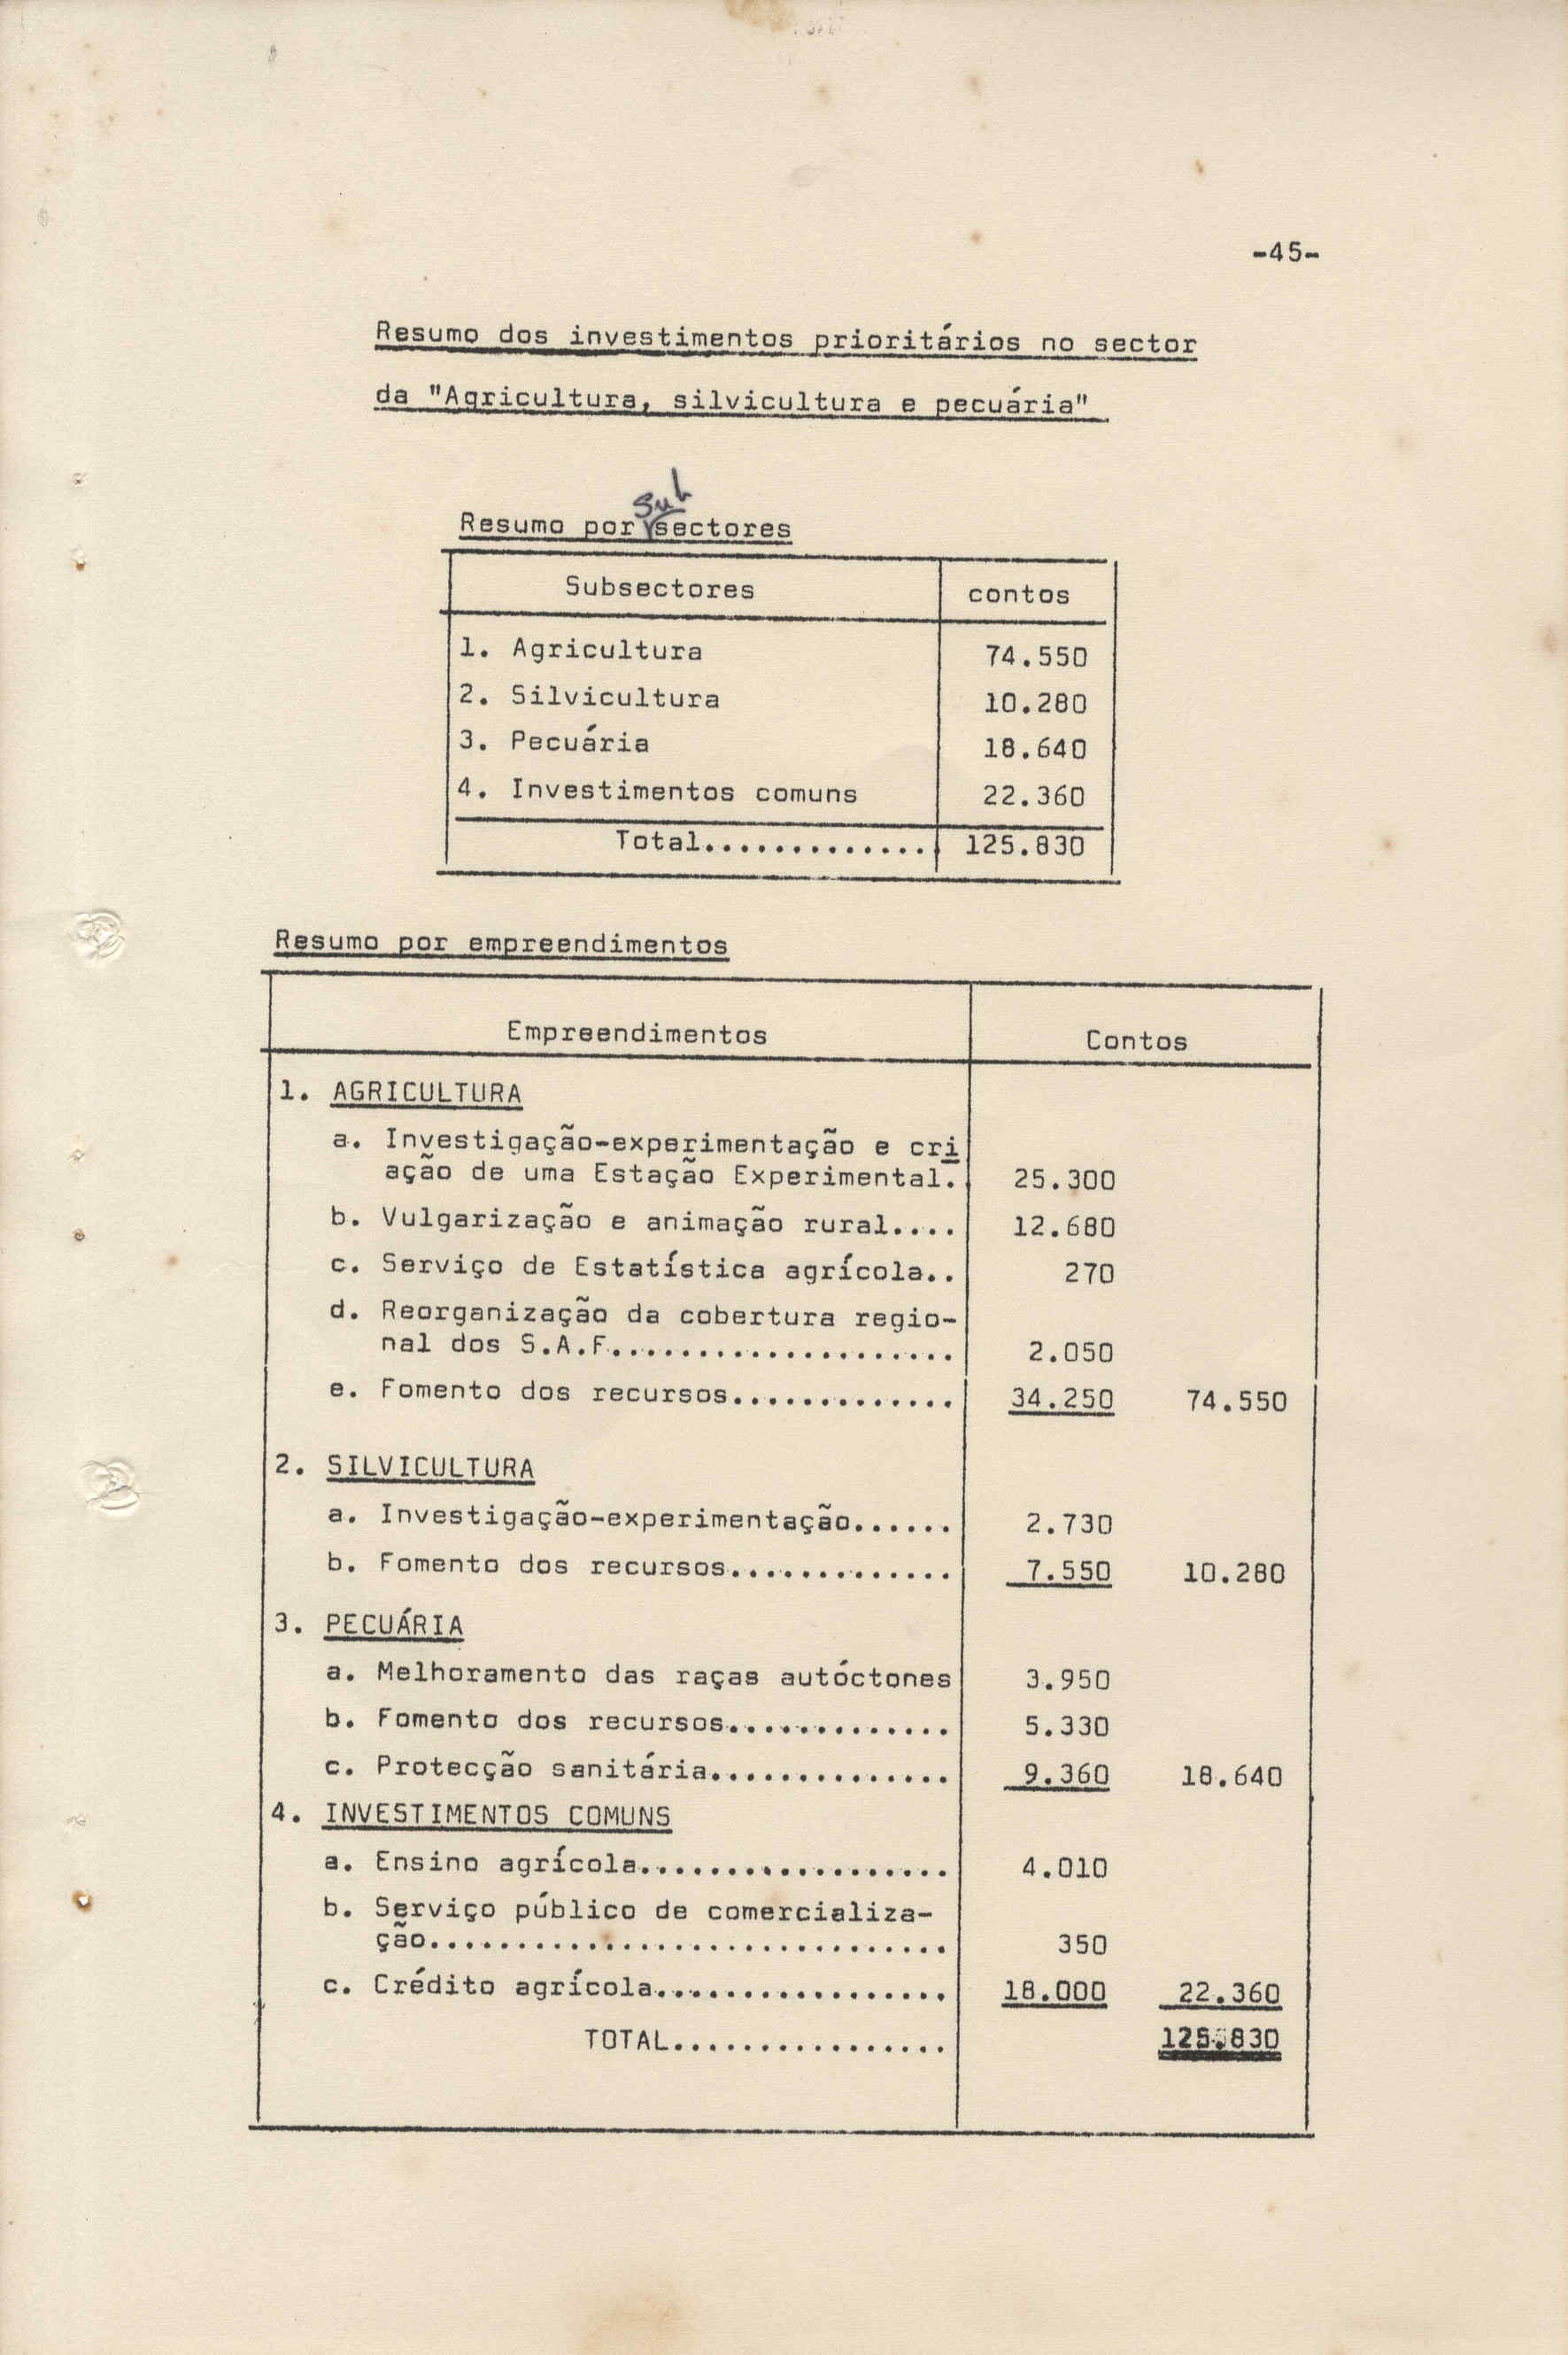 -45-
Resumo dos investimentos prioritários no sector
da "Agricultura, silvicultura e pecuária"
Sub
Resumo por sectores
Subsectores contos
1. Agricultura 74.550
2. Silvicultura 10.280
3. Pecuária 18.640
4. Investimentos comuns 22.360
Total............. 125.830
Resumo por empreendimentos
Empreendimentos Contos
1. AGRICULTURA
a. Investigação-experimentação e cri
ação de uma Estação Experimental. 25.300
b. Vulgarização e animação rural.... 12.680
c. Serviço de Estatística agrícola.. 270
d. Reorganização da cobertura regio-
nal dos S.A.F.................... 2.050
e. Fomento dos recursos............. 34.250 74.550
2. SILVICULTURA
a. Investigação-experimentação...... 2.730
b. Fomento dos recursos............. 7.550 10.280
3. PECUÁRIA
a. Melhoramento das raças autóctones 3.950
b. Fomento dos recursos............. 5.330
c. Protecção sanitária.............. 9.360 18.640
4. INVESTIMENTOS COMUNS
a. Ensino agrícola.................. 4.010
b. Serviço público de comercializa-
ção.............................. 350
c. Crédito agrícola................. 18.000 22.360
TOTAL................ 125.830